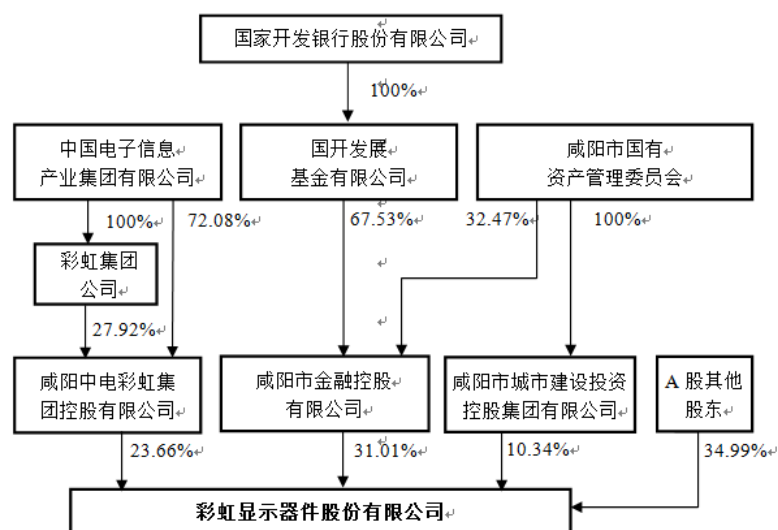 国家开发银行股份有限公司
100%
中国电子信息
产业集团有限公司
国开发展
基金有限公司
咸阳市国有
资产管理委员会
100%
72.08%
67.53%
32.47%
100%
彩虹集团
公司
27.92%
咸阳中电彩虹集
团控股有限公司
咸阳市金融控股
有限公司
咸阳市城市建设投资
控股集团有限公司
A 股其他
股东
23.66%
31.01%
10.34%
34.99%
彩虹显示器件股份有限公司